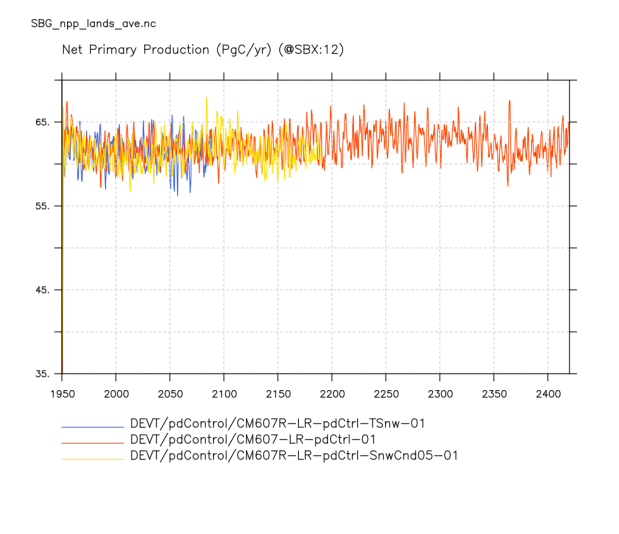 SBG_npp_lands_ave.nc
Net Primary Production (PgC/yr) (@SBX:12)
65.
55.
45.
35.
1950 2000 2050 2100 2150 2200 2250 2300 2350 2400
DEVT/pdControl/CM607R-LR-pdCtrl-TSnw-01
DEVT/pdControl/CM607-LR-pdCtrl-01
DEVT/pdControl/CM607R-LR-pdCtrl-SnwCnd05-01